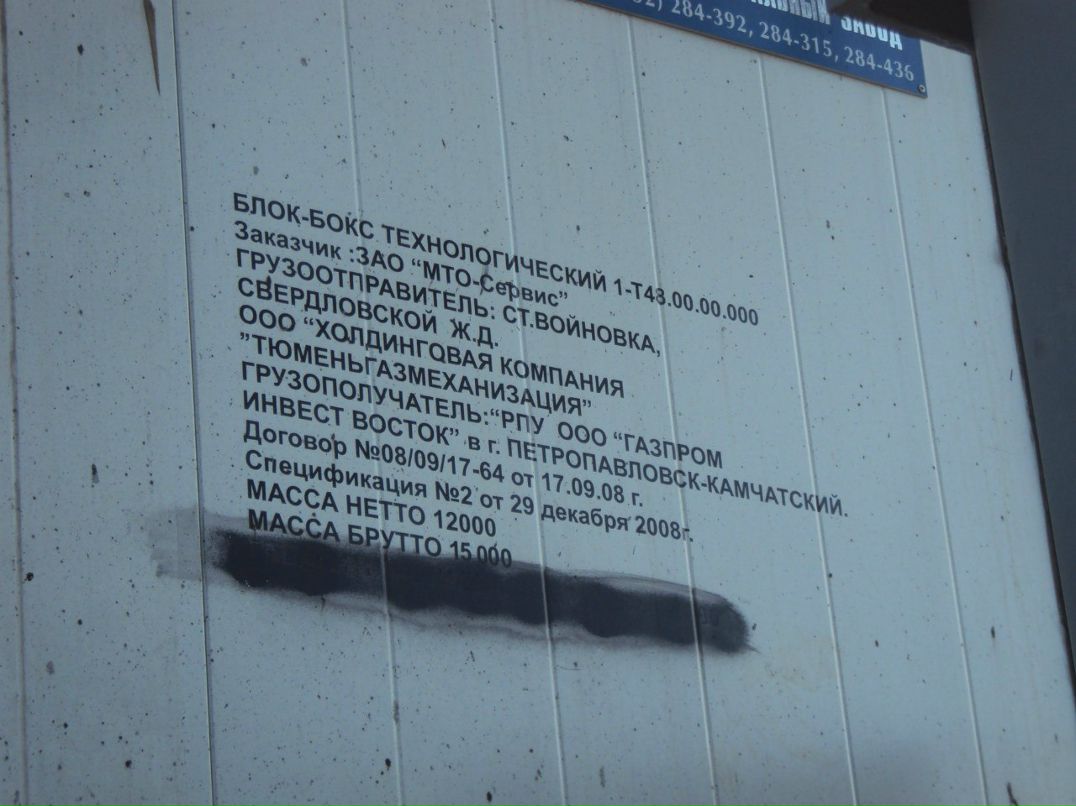 ЗАВОД
284-392, 284-315, 284-436
БЛОК-БОКС ТЕХНОЛОГИЧЕСКИЙ 1-Т43.00.00.000
Заказчик :ЗАО “МТО-Сервис”
ГРУЗООТПРАВИТЕЛЬ: СТ.ВОЙНОВКА,
СВЕРДЛОВСКОЙ Ж.Д.
ООО “ХОЛДИНГОВАЯ КОМПАНИЯ
”ТЮМЕНЬГАЗМЕХАНИЗАЦИЯ”
ГРУЗОПОЛУЧАТЕЛЬ:“РПУ ООО “ГАЗПРОМ
ИНВЕСТ ВОСТОК” в г. ПЕТРОПАВЛОВСК-КАМЧАТСКИЙ.
Договор №08/09/17-64 от 17.09.08 г.
Спецификация №2 от 29 декабря 2008г.
МАССА НЕТТО 12000
МАССА БРУТТО 15 000